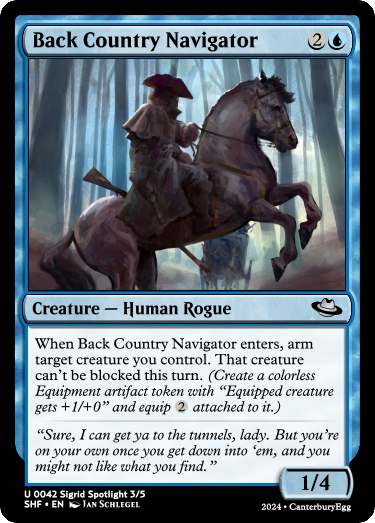 Back Country Navigator 2
Creature — Human Rogue
When Back Country Navigator enters, arm
target creature you control. That creature
can’t be blocked this turn. (Create a colorless
Equipment artifact token with “Equipped creature
gets +1/+0” and equip 2 attached to it.)
“Sure, I can get ya to the tunnels, lady. But you’re
on your own once you get down into ‘em, and you
might not like what you find.”
1/4
U 0042 Sigrid Spotlight 3/5
SHF • EN Jan Schlegel
2024 • CanterburyEgg